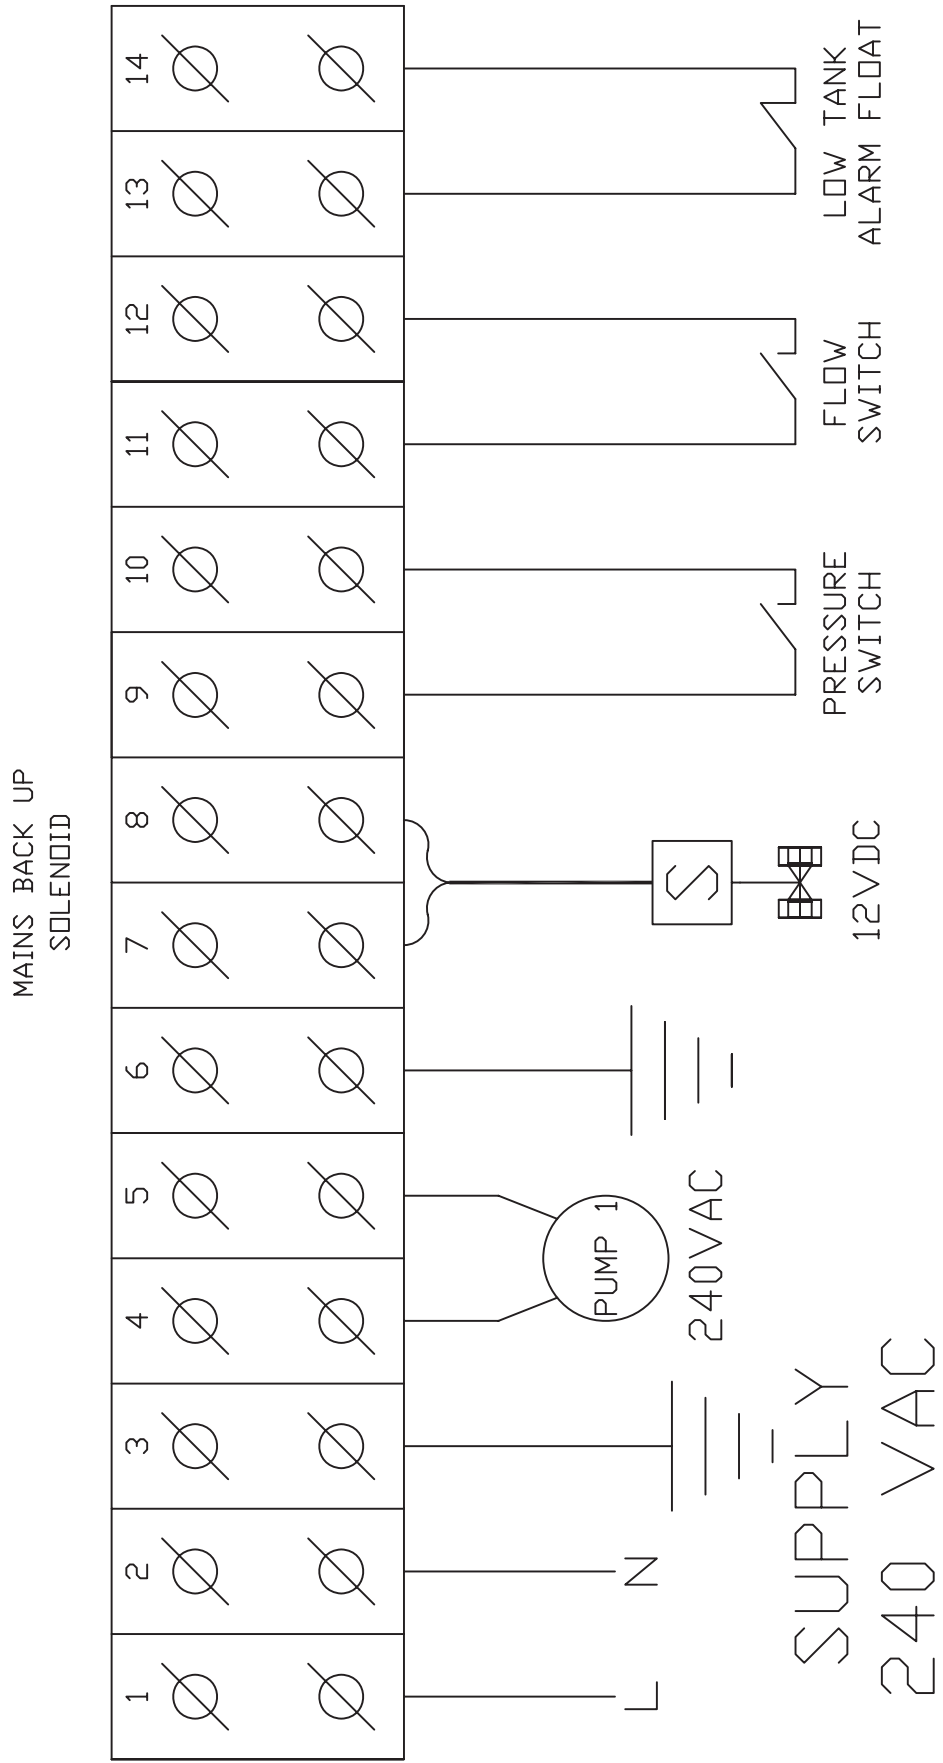 MAINS BACK UP
SOLENOID
1 2 3 4 5 6 7 8 9 10 11 12 13 14
L
N
SUPPLY
240 VAC
PUMP 1
240VAC
S
12VDC
PRESSURE
SWITCH
FLOW
SWITCH
LOW TANK
ALARM FLOAT